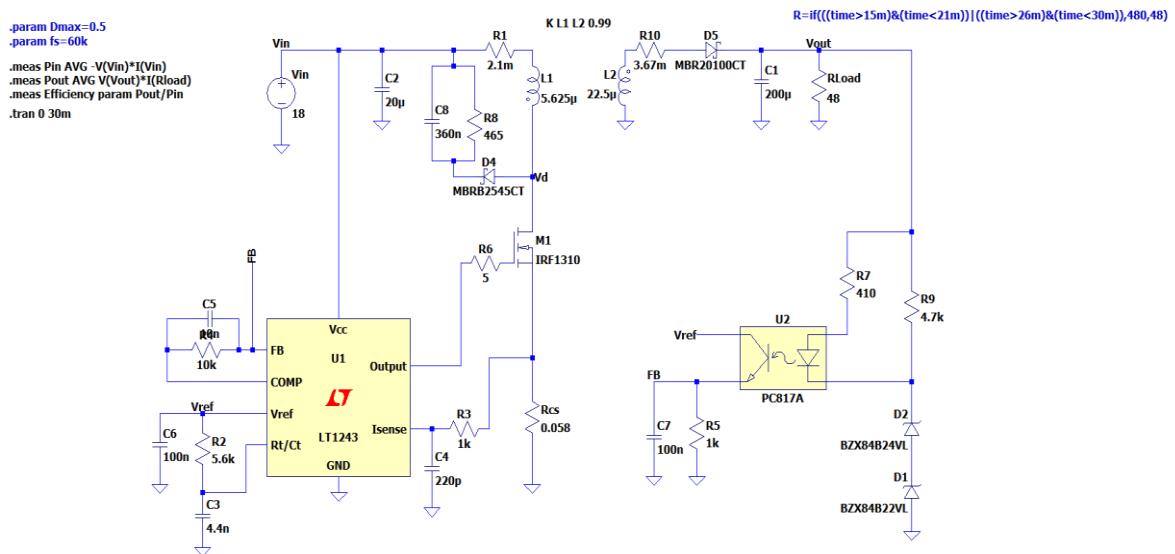 .param Dmax=0.5
.param fs=60k
.meas Pin AVG -V(Vin)*I(Vin)
.meas Pout AVG V(Vout)*I(Rload)
.meas Efficiency param Pout/Pin
.tran 0 30m
K L1 L2 0.99
R=if(((time>15m)&(time<21m))|((time>26m)&(time<30m)),480,48)
Vin
Vin
18
C2
20µ
C8
360n
R8
465
R1
2.1m
L1
5.625µ
D4
MBRB2545CT
Vd
L2
22.5µ
R10
3.67m
D5
MBR20100CT
C1
200µ
Vout
RLoad
48
M1
IRF1310
R6
5
FB
C5
10n
R4
10k
Vcc
FB
U1
Output
COMP
Vref
LT1243
Isense
Rt/Ct
GND
Vref
C6
100n
R2
5.6k
C3
4.4n
R3
1k
C4
220p
Rcs
0.058
R7
410
R9
4.7k
U2
Vref
PC817A
FB
C7
100n
R5
1k
D2
BZX84B24VL
D1
BZX84B22VL